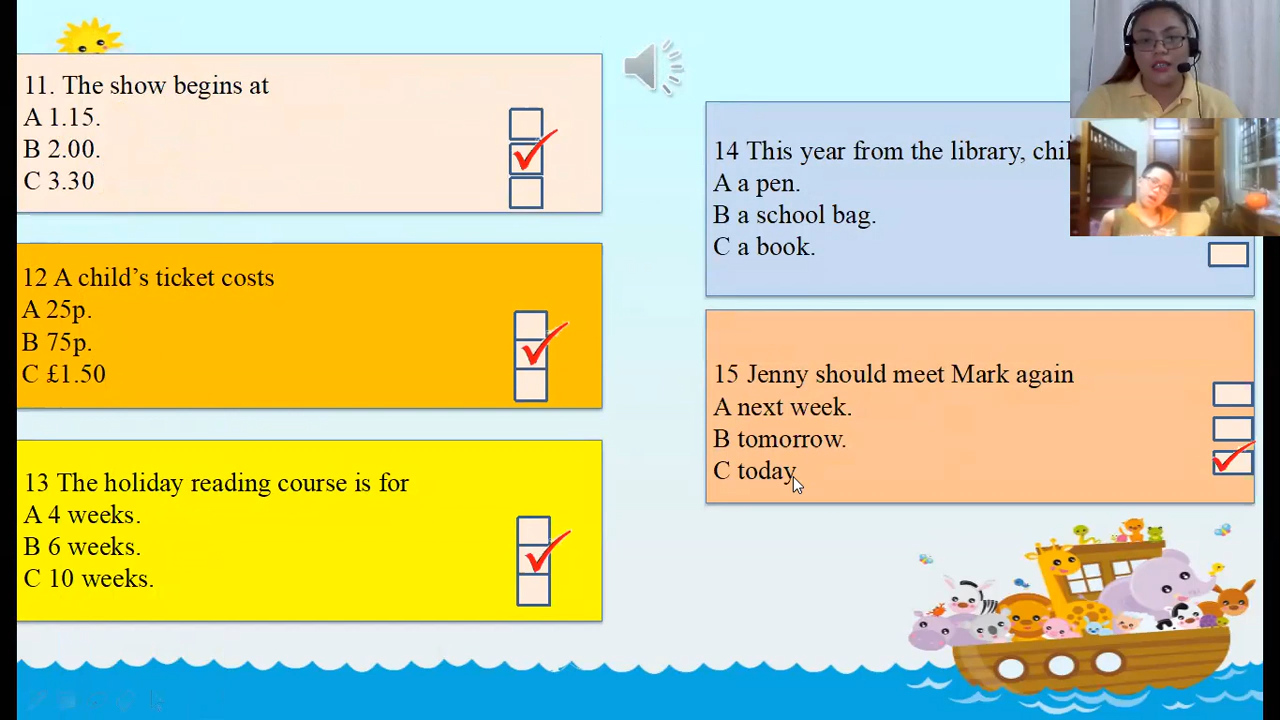 11. The show begins at
A 1.15.
B 2.00.
C 3.30
12 A child’s ticket costs
A 25p.
B 75p.
C £1.50
13 The holiday reading course is for
A 4 weeks.
B 6 weeks.
C 10 weeks.
14 This year from the library,
A a pen.
B a school bag.
C a book.
15 Jenny should meet Mark again
A next week.
B tomorrow.
C today